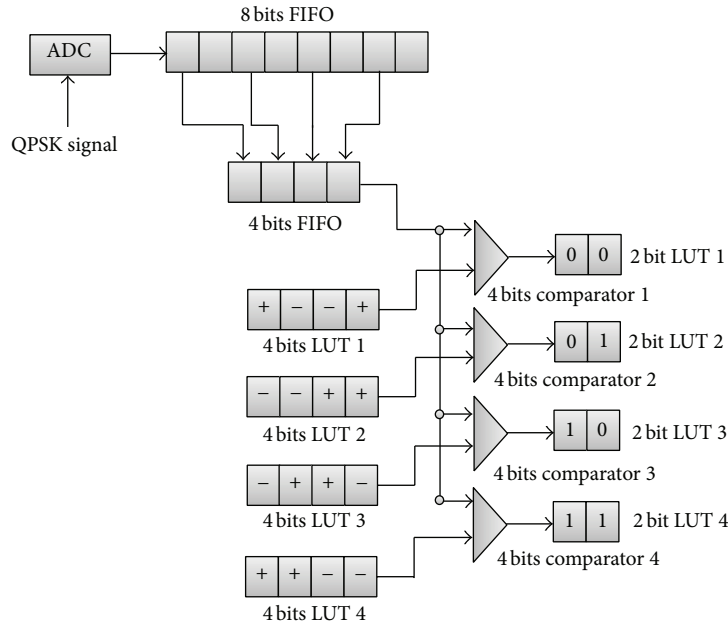 8 bits FIFO
ADC
QPSK signal
4 bits FIFO
0 0
2 bit LUT 1
4 bits comparator 1
+ − − +
4 bits LUT 1
0 1
2 bit LUT 2
4 bits comparator 2
− − + +
4 bits LUT 2
1 0
2 bit LUT 3
4 bits comparator 3
− + + −
4 bits LUT 3
1 1
2 bit LUT 4
4 bits comparator 4
+ + − −
4 bits LUT 4